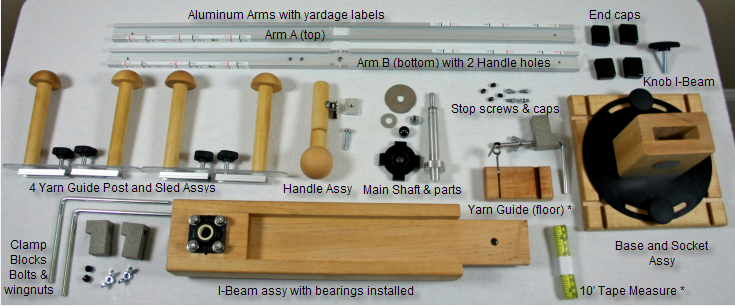 Aluminum Arms with yardage labels
End caps
Arm A (top)
Arm B (bottom) with 2 Handle holes
Knob I-Beam
Stop screws & caps
4 Yarn Guide Post and Sled Assys
Handle Assy
Main Shaft & parts
Yarn Guide (floor) *
Clamp
Blocks
Bolts &
wingnuts
I-Beam assy with bearings installed
Base and Socket
Assy
10' Tape Measure *